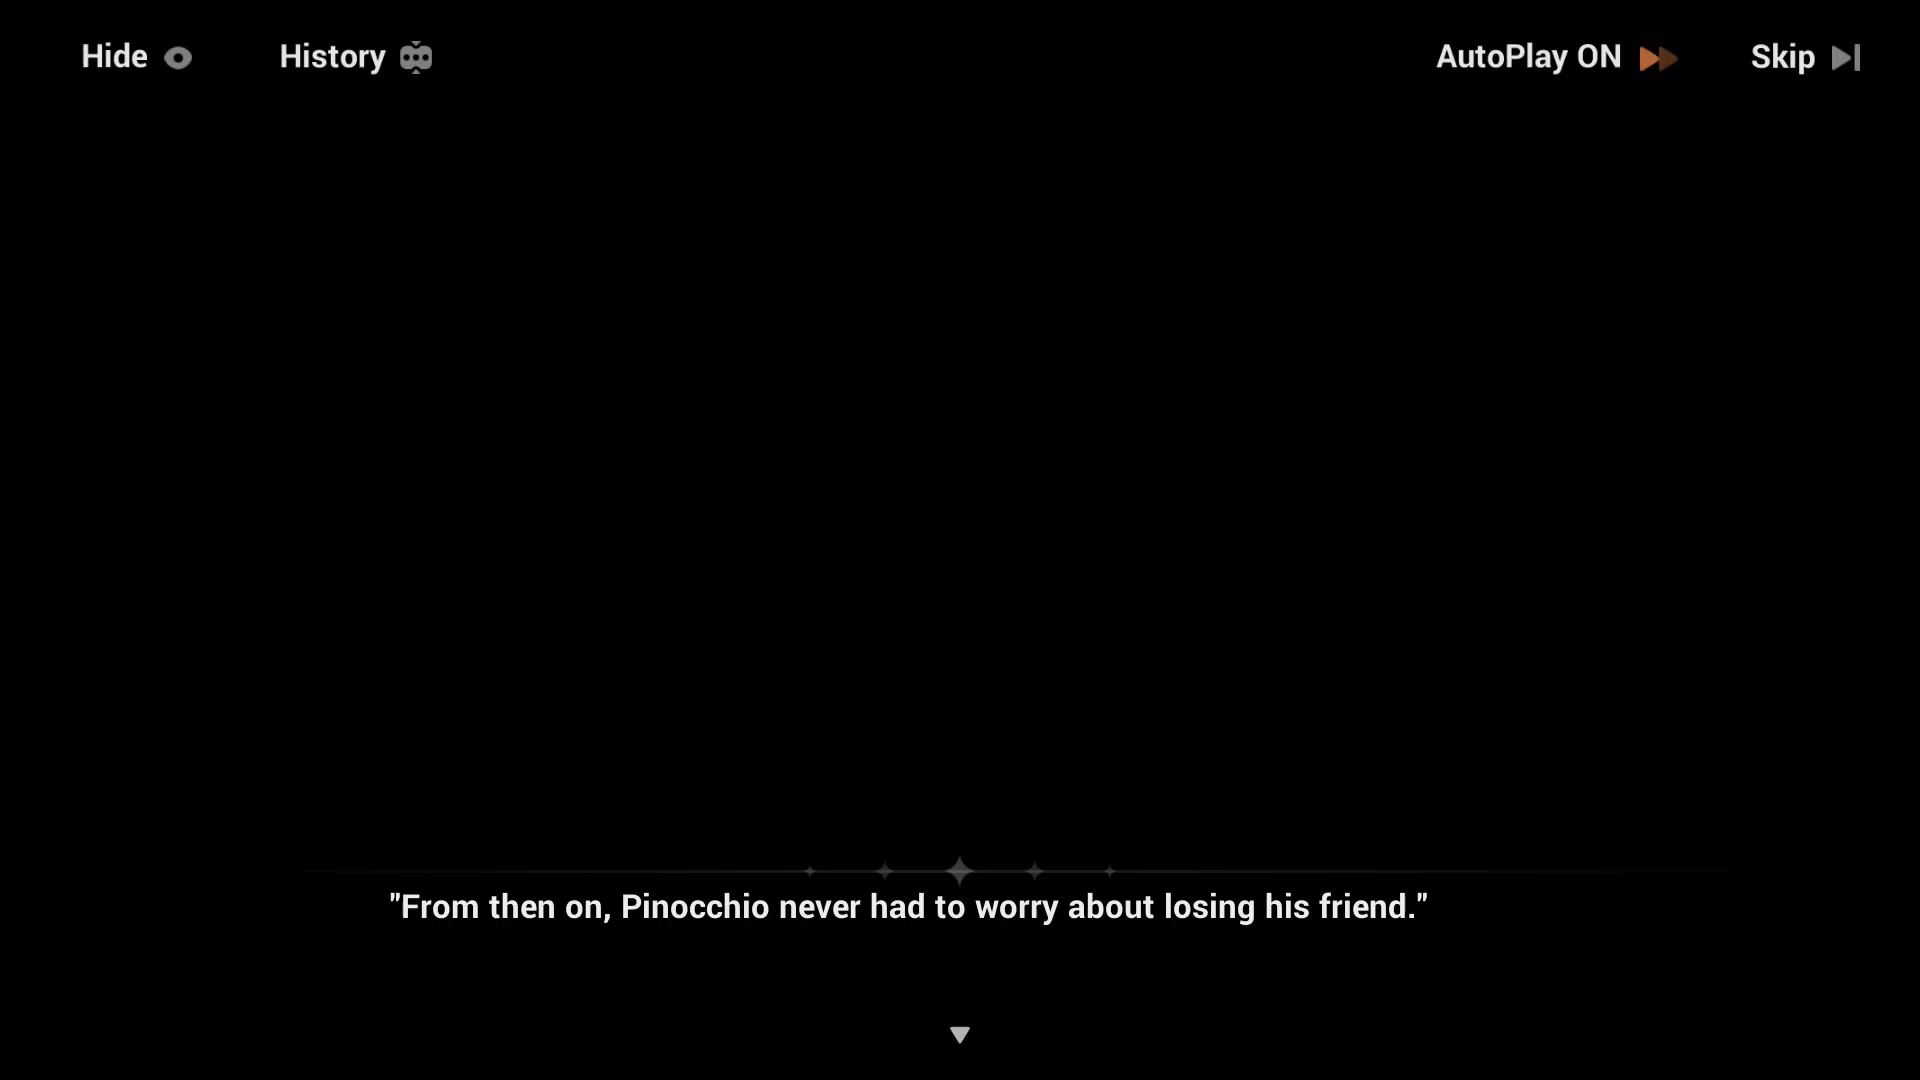 Hide
History
AutoPlay ON
Skip
"From then on, Pinocchio never had to worry about losing his friend."